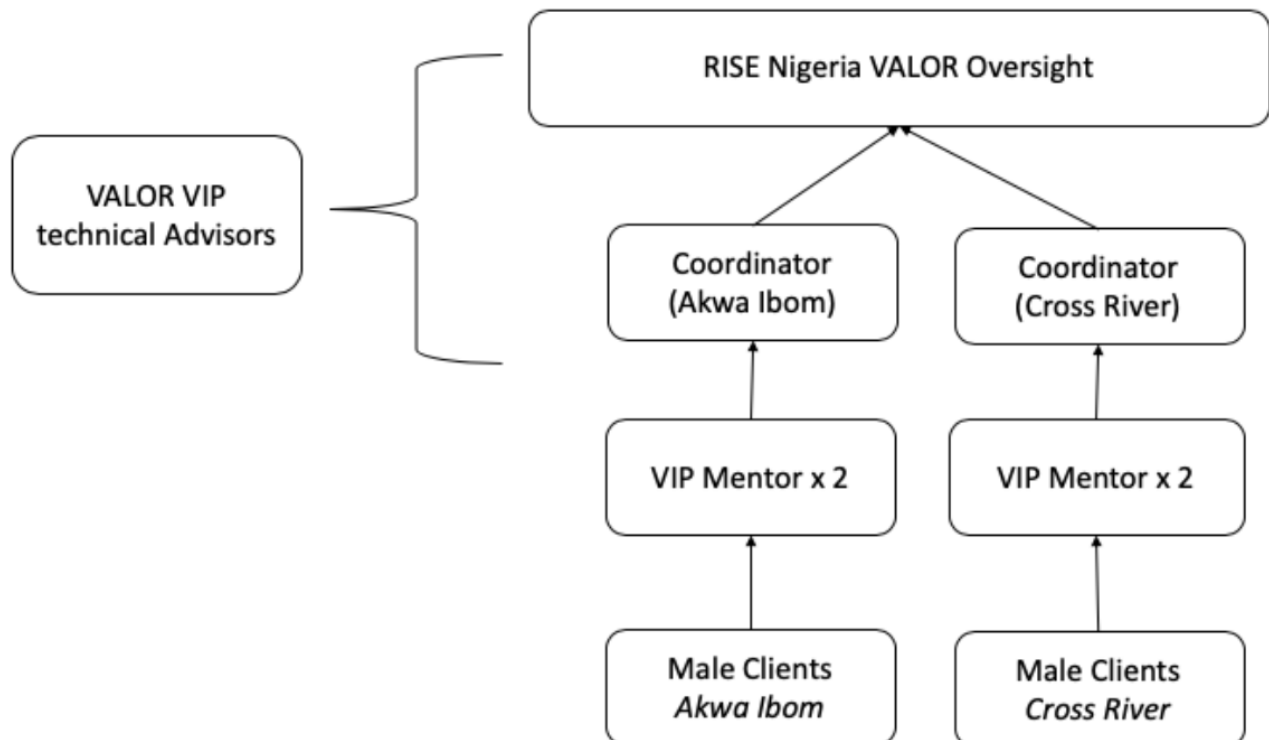 RISE Nigeria VALOR Oversight
VALOR VIP
technical Advisors
Coordinator
(Akwa Ibom)
Coordinator
(Cross River)
VIP Mentor x 2
VIP Mentor x 2
Male Clients
Akwa Ibom
Male Clients
Cross River